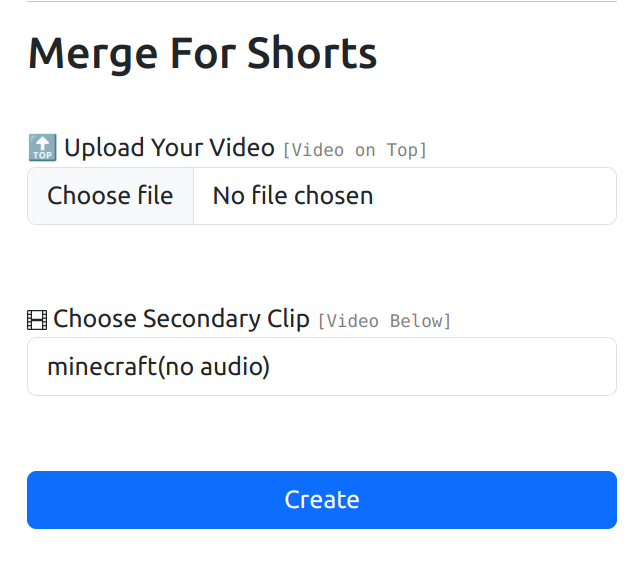 Merge For Shorts
🔝 Upload Your Video [Video on Top]
Choose file No file chosen
🎞 Choose Secondary Clip [Video Below]
minecraft(no audio)
Create